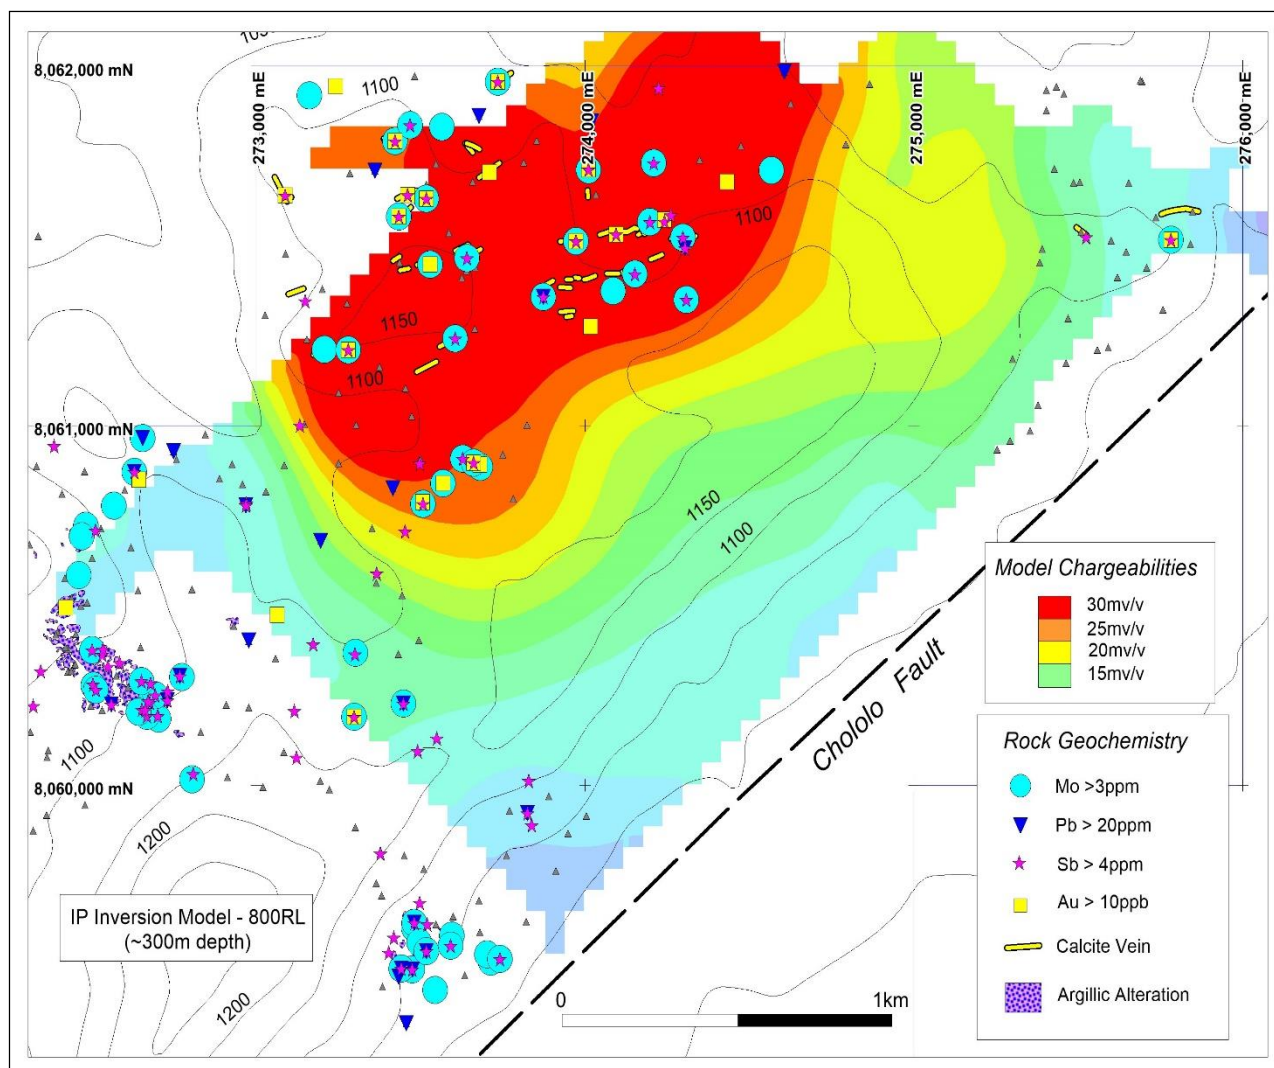 1050
8,062,000 mN
273,000 mE
274,000 mE
275,000 mE
276,000 mE
1100
1100
1150
1100
8,061,000 mN
1150
1100
Model Chargeabilities
30mv/v
25mv/v
20mv/v
15mv/v
Chololo Fault
Rock Geochemistry
Mo >3ppm
Pb > 20ppm
Sb > 4ppm
Au > 10ppb
Calcite Vein
Argillic Alteration
1100
8,060,000 mN
1200
IP Inversion Model - 800RL
(~300m depth)
1200
0 1km